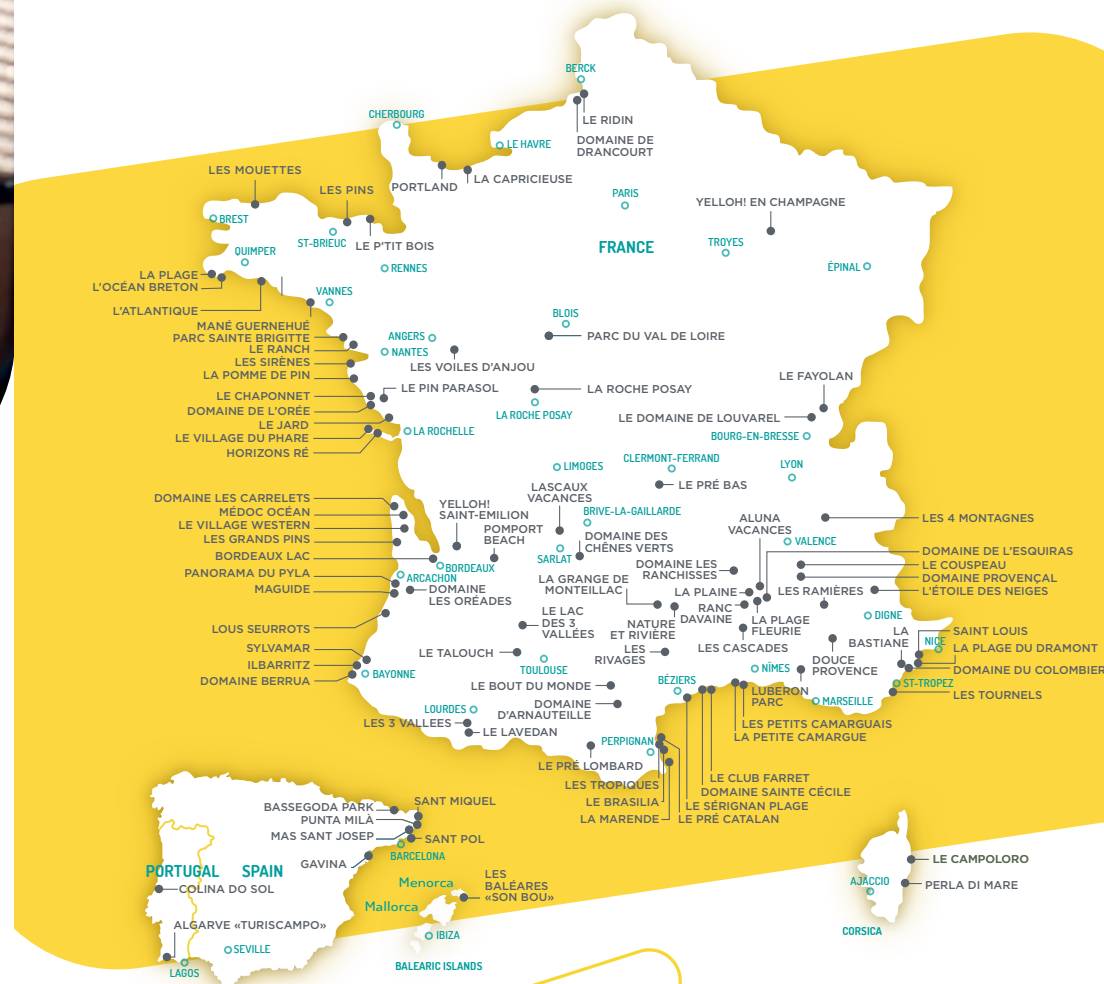 BERCK
LE RIDIN
DOMAINE DE
DRANCOURT
CHERBOURG
LE HAVRE
PORTLAND
LA CAPRICIEUSE
LES MOUETTES
LES PINS
PARIS
YELLOH! EN CHAMPAGNE
BREST
ST-BRIEUC
LE P'TIT BOIS
FRANCE
TROYES
QUIMPER
RENNES
ÉPINAL
LA PLAGE
L'OCÉAN BRETON
VANNES
L'ATLANTIQUE
BLOIS
MANÉ GUERNEHUÉ
PARC SAINTE BRIGITTE
LE RANCH
LES SIRÈNES
LA POMME DE PIN
ANGERS
NANTES
PARC DU VAL DE LOIRE
LES VOILES D'ANJOU
LE FAYOLAN
LE CHAPONNET
DOMAINE DE L'ORÉE
LE JARD
LE VILLAGE DU PHARE
HORIZONS RÉ
LE PIN PARASOL
LA ROCHE POSAY
LA ROCHE POSAY
LE DOMAINE DE LOUVAREL
LA ROCHELLE
BOURG-EN-BRESSE
LIMOGES
CLERMONT-FERRAND
LYON
LE PRÉ BAS
LASCAUX
VACANCES
DOMAINE LES CARRELETS
MÉDOC OCÉAN
LE VILLAGE WESTERN
LES GRANDS PINS
BORDEAUX LAC
PANORAMA DU PYLA
MAGUIDE
YELLOH!
SAINT-EMILION
POMPORT
BEACH
BRIVE-LA-GAILLARDE
ALUNA
VACANCES
LES 4 MONTAGNES
DOMAINE DES
CHÊNES VERTS
SARLAT
VALENCE
DOMAINE DE L'ESQUIRAS
LE COUSPEAU
DOMAINE PROVENÇAL
L'ÉTOILE DES NEIGES
BORDEAUX
ARCACHON
DOMAINE
LES ORÉADES
DOMAINE LES
RANCHISSES
LA GRANGE DE
MONTEILLAC
LA PLAINE
LES RAMIÈRES
RANC
DAVAINE
LA PLAGE
FLEURIE
LOUS SEURROTS
LE LAC
DES 3
VALLÉES
NATURE
ET RIVIÈRE
DIGNE
LA
BASTIANE
NICE
SAINT LOUIS
LA PLAGE DU DRAMONT
DOMAINE DU COLOMBIER
LES TOURNELS
SYLVAMAR
ILBARRITZ
DOMAINE BERRUA
BAYONNE
LE TALOUCH
TOULOUSE
LES
RIVAGES
LES CASCADES
NÎMES
DOUCE
PROVENCE
ST-TROPEZ
LE BOUT DU MONDE
BÉZIERS
LUBERON
PARC
MARSEILLE
DOMAINE
D'ARNAUTEILLE
LOURDES
LES 3 VALLEES
LE LAVEDAN
LES PETITS CAMARGUAIS
LA PETITE CAMARGUE
PERPIGNAN
LE PRÉ LOMBARD
LES TROPIQUES
LE BRASILIA
LA MARENDE
LE CLUB FARRET
DOMAINE SAINTE CÉCILE
LE SÉRIGNAN PLAGE
LE PRÉ CATALAN
BASSEGODA PARK
PUNTA MILÀ
MAS SANT JOSEP
SANT MIQUEL
SANT POL
BARCELONA
GAVINA
PORTUGAL
SPAIN
COLINA DO SOL
Menorca
Mallorca
LES
BALÉARES
«SON BOU»
ALGARVE «TURISCAMPO»
SEVILLE
LAGOS
IBIZA
BALEARIC ISLANDS
LE CAMPOLORO
AJACCIO
PERLA DI MARE
CORSICA